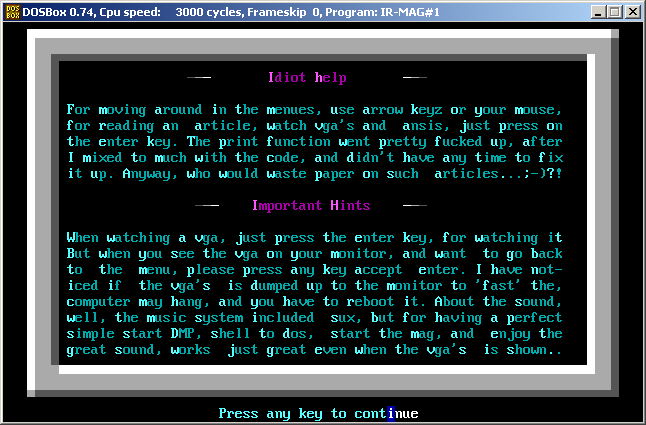 DOSBox 0.74, Cpu speed: 3000 cycles, Frameskip 0, Program: IR-MAG#1
Idiot help
For moving around in the menues, use arrow keyz or your mouse,
for reading an article, watch vga's and ansis, just press on
the enter key. The print function went pretty fucked up, after
I mixed to much with the code, and didn't have any time to fix
it up. Anyway, who would waste paper on such articles...;-)?!
Important Hints
When watching a vga, just press the enter key, for watching it
But when you see the vga on your monitor, and want to go back
to the menu, please press any key accept enter. I have not-
iced if the vga's is dumped up to the monitor to 'fast' the,
computer may hang, and you have to reboot it. About the sound,
well, the music system included sux, but for having a perfect
simple start DMP, shell to dos, start the mag, and enjoy the
great sound, works just great even when the vga's is shown..
Press any key to continue